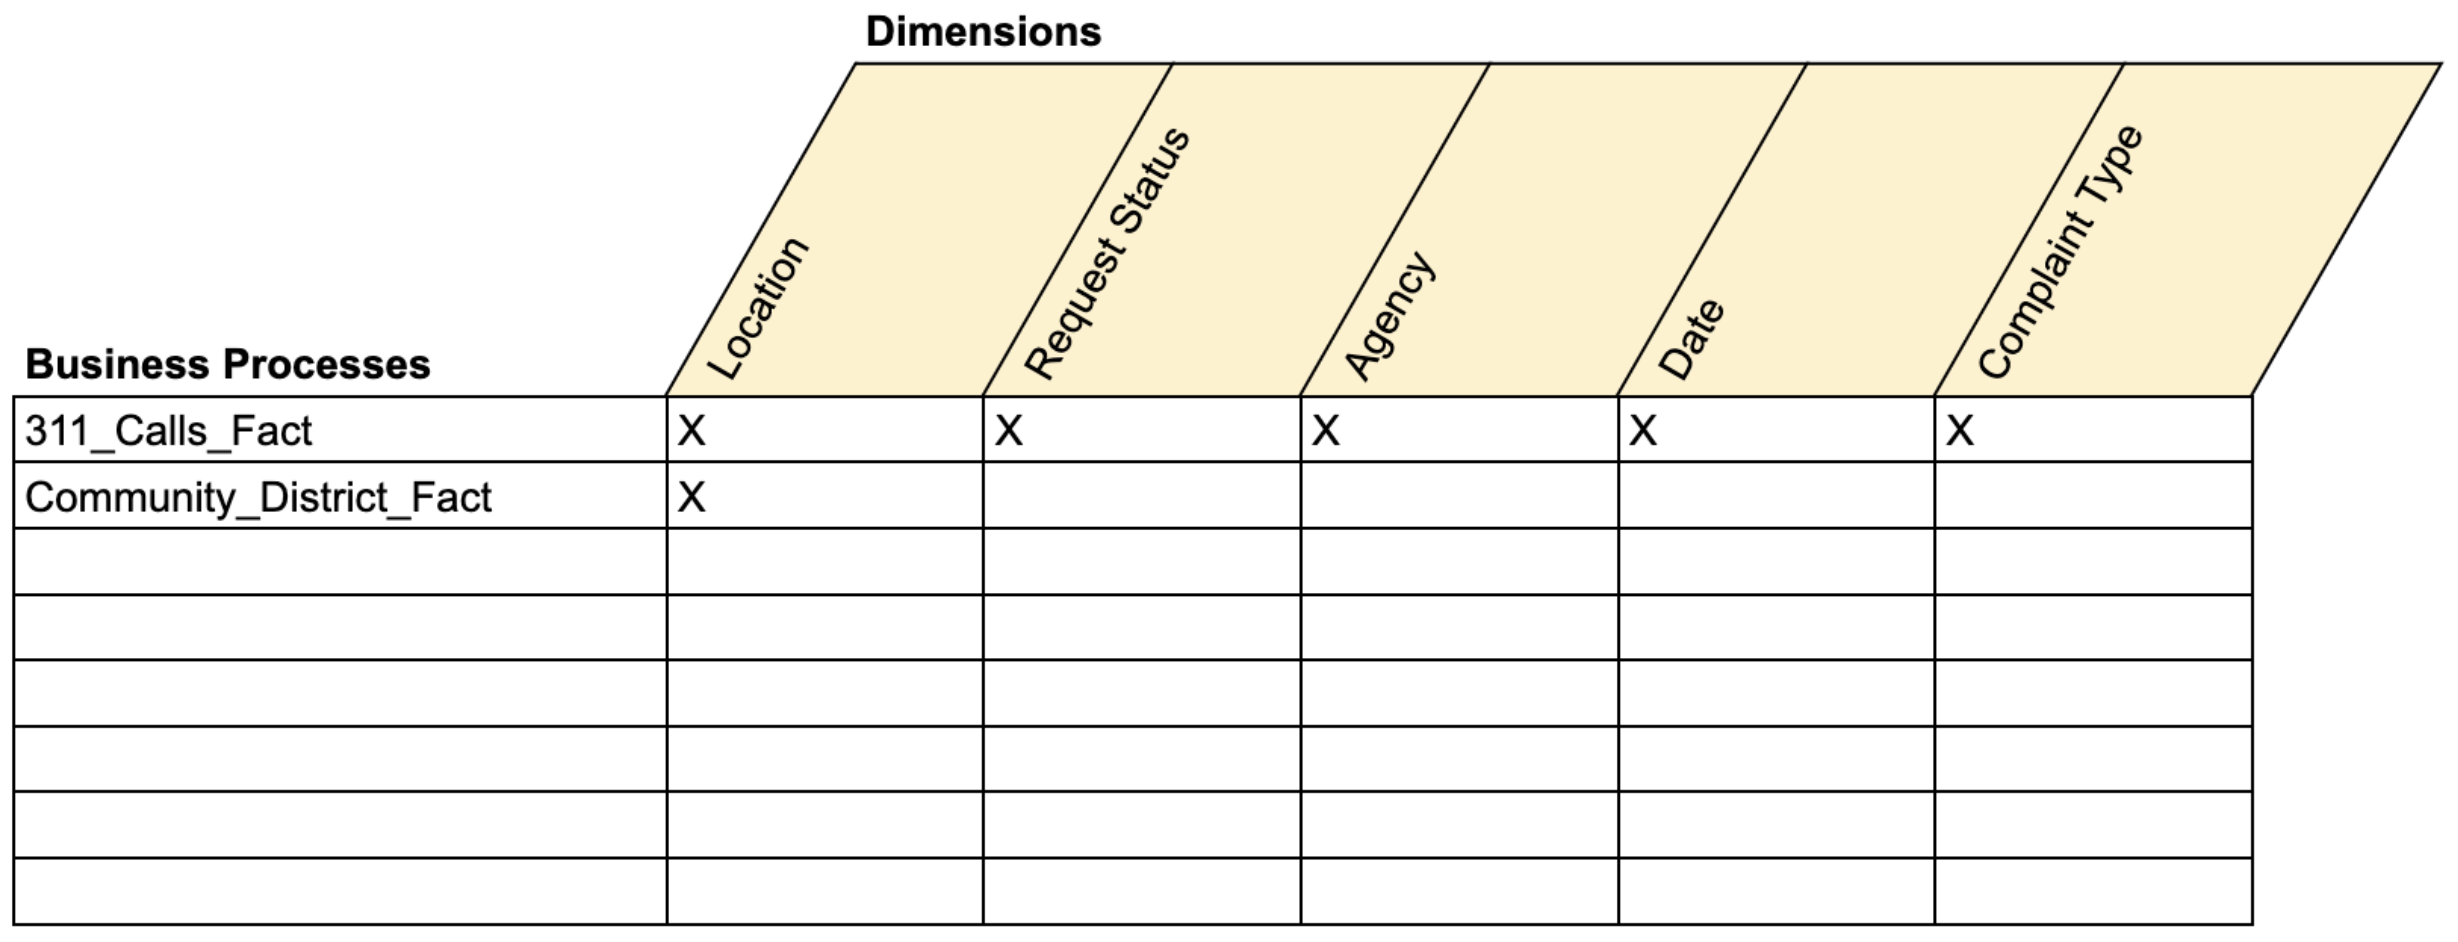 Dimensions
Location
Request Status
Agency
Date
Complaint Type
Business Processes
311_Calls_Fact X X X X X
Community_District_Fact X